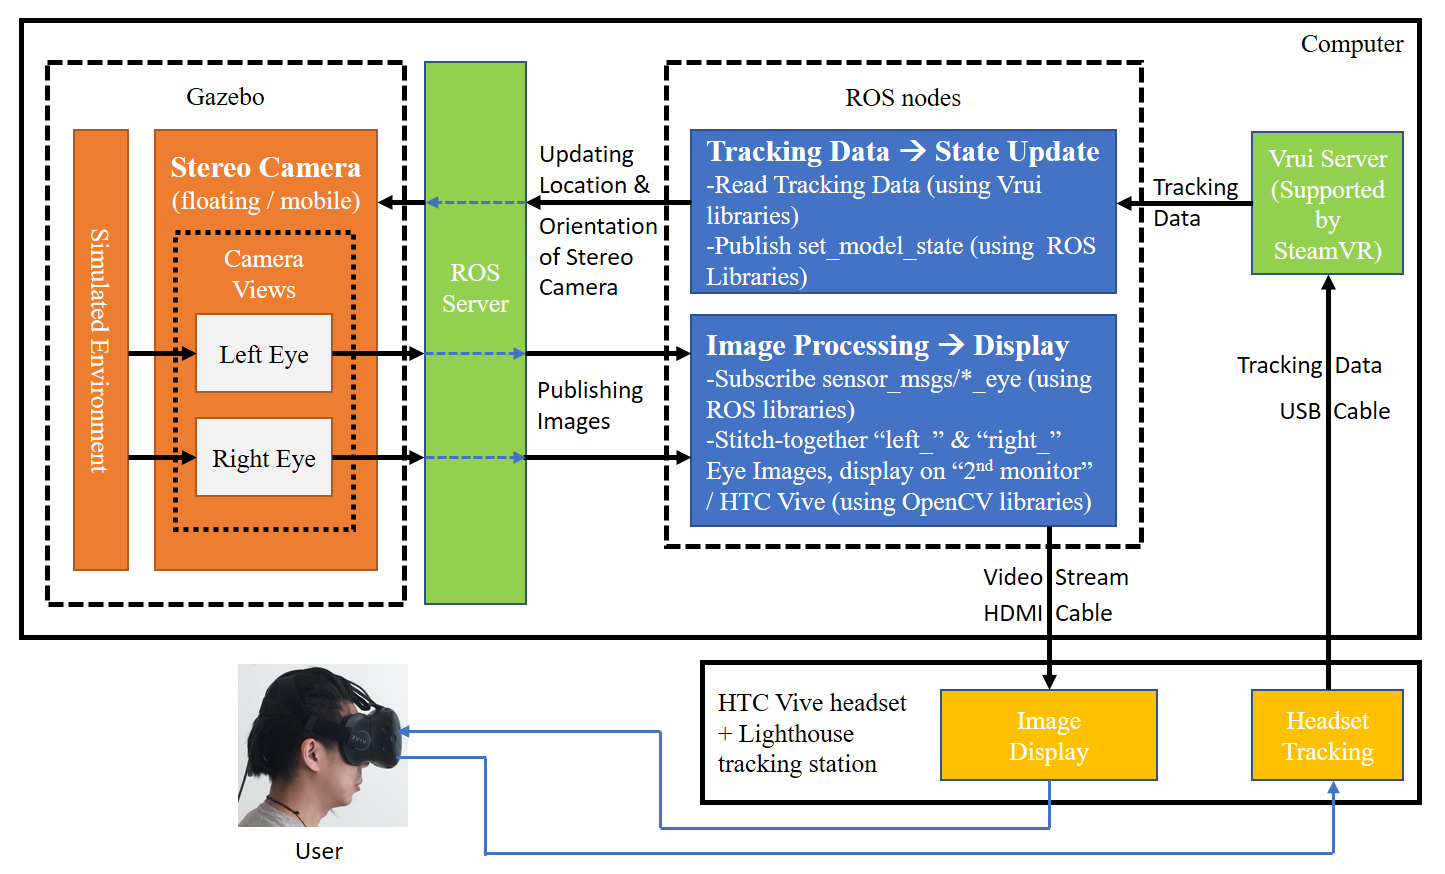 Computer
Gazebo
ROS nodes
Simulated Environment
Stereo Camera
(floating / mobile)
Camera
Views
Left Eye
Right Eye
ROS
Server
Updating
Location &
Orientation
of Stereo
Camera
Publishing
Images
Tracking Data → State Update
-Read Tracking Data (using Vrui
libraries)
-Publish set_model_state (using  ROS
Libraries)
Image Processing → Display
-Subscribe sensor_msgs/*_eye (using
ROS libraries)
-Stitch-together “left_” & “right_”
Eye Images, display on “2nd monitor”
/ HTC Vive (using OpenCV libraries)
Tracking
Data
Vrui Server
(Supported
by
SteamVR)
Tracking Data
USB Cable
Video Stream
HDMI Cable
HTC Vive headset
+ Lighthouse
tracking station
Image
Display
Headset
Tracking
VIVE
User